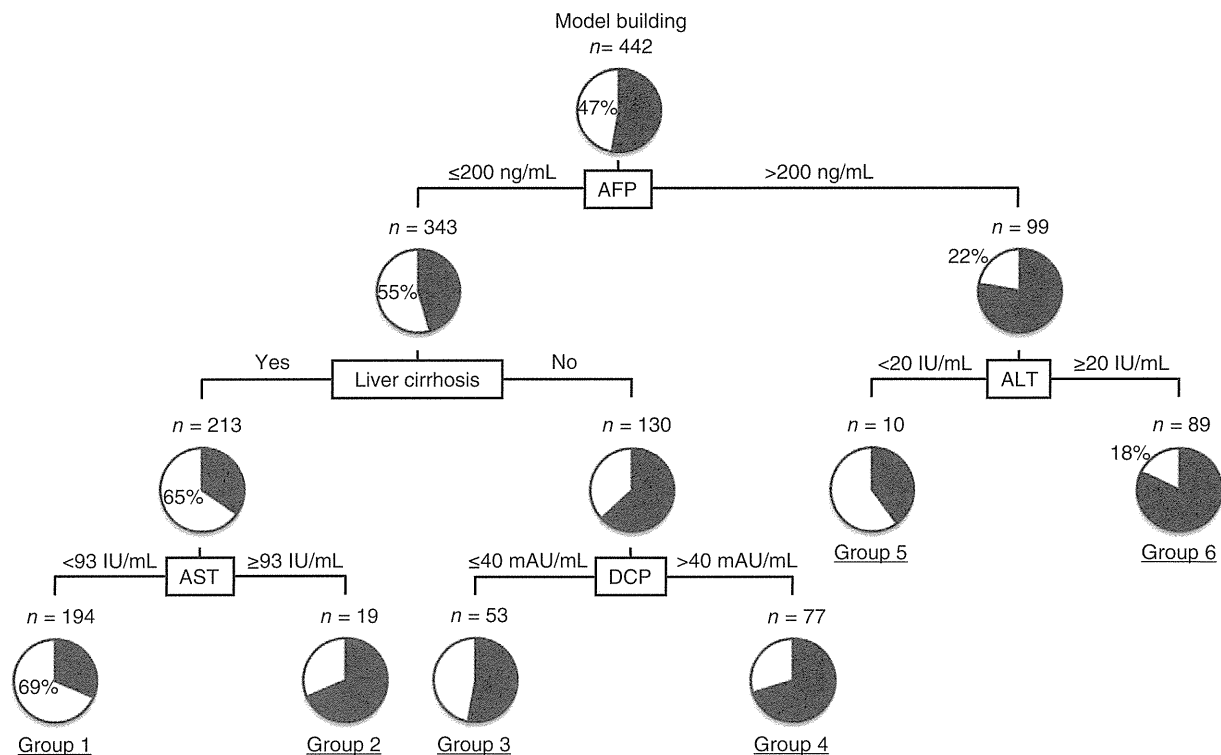 Model building
n= 442
47%
≤200 ng/mL
AFP
>200 ng/mL
n = 343
n = 99
55%
22%
Yes
Liver cirrhosis
No
<20 IU/mL
ALT
≥20 IU/mL
n = 213
n = 130
n = 10
n = 89
65%
18%
Group 5
Group 6
<93 IU/mL
AST
≥93 IU/mL
≤40 mAU/mL
DCP
>40 mAU/mL
n = 194
n = 19
n = 53
n = 77
69%
Group 1
Group 2
Group 3
Group 4